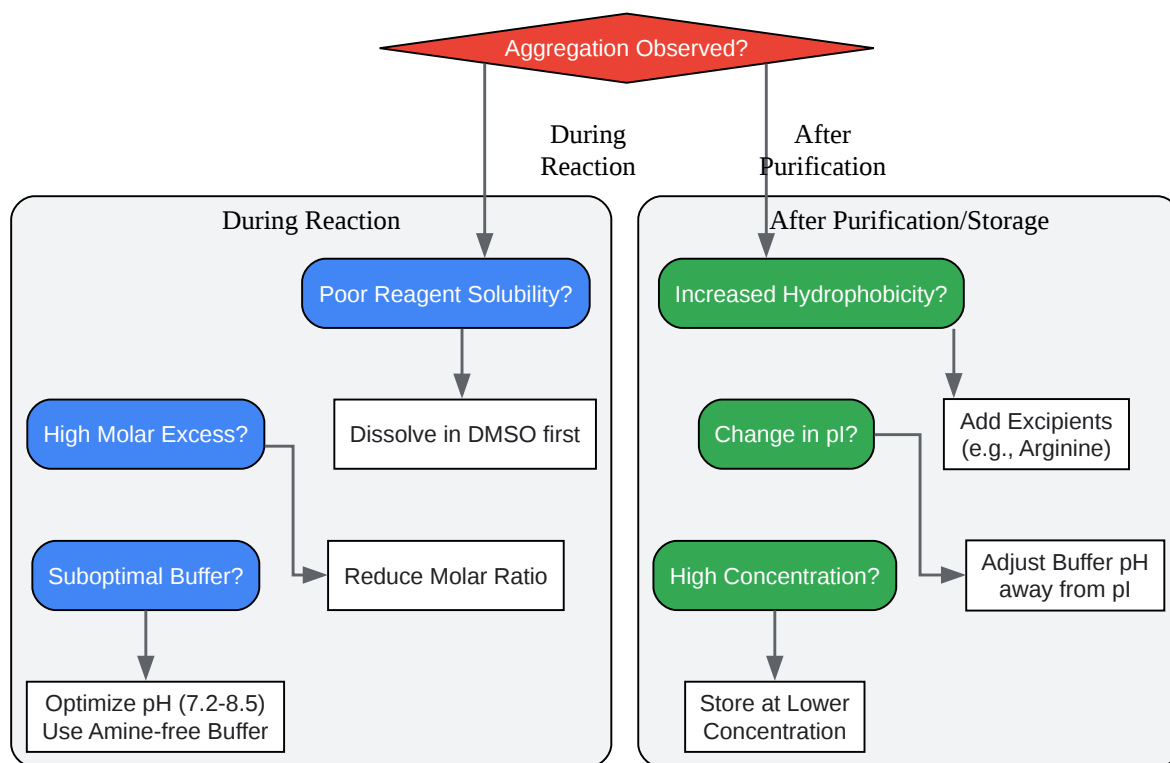 Aggregation Observed?
During
Reaction
After
Purification
During Reaction
After Purification/Storage
Poor Reagent Solubility?
Increased Hydrophobicity?
High Molar Excess?
Dissolve in DMSO first
Change in pI?
Add Excipients
(e.g., Arginine)
Suboptimal Buffer?
Reduce Molar Ratio
High Concentration?
Adjust Buffer pH
away from pI
Optimize pH (7.2-8.5)
Use Amine-free Buffer
Store at Lower
Concentration